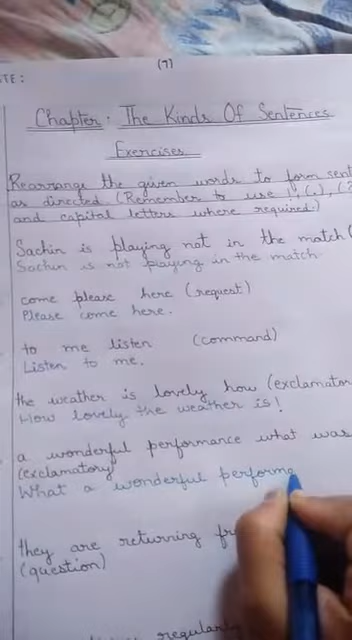 (7)
TE :
Chapter : The Kinds Of Sentences
Exercises
Rearrange the given words to form sent
as directed (Remember to use !, (.), (?
and capital letters where required.)
Sachin is playing not in the match (
Sachin is not playing in the match.
come please here (request)
Please come here.
to me listen (command)
Listen to me.
the weather is lovely how (exclamator
How lovely the weather is!
a wonderful performance what was
(exclamatory)
What a wonderful performa
they are returning fr
(question)
regularly